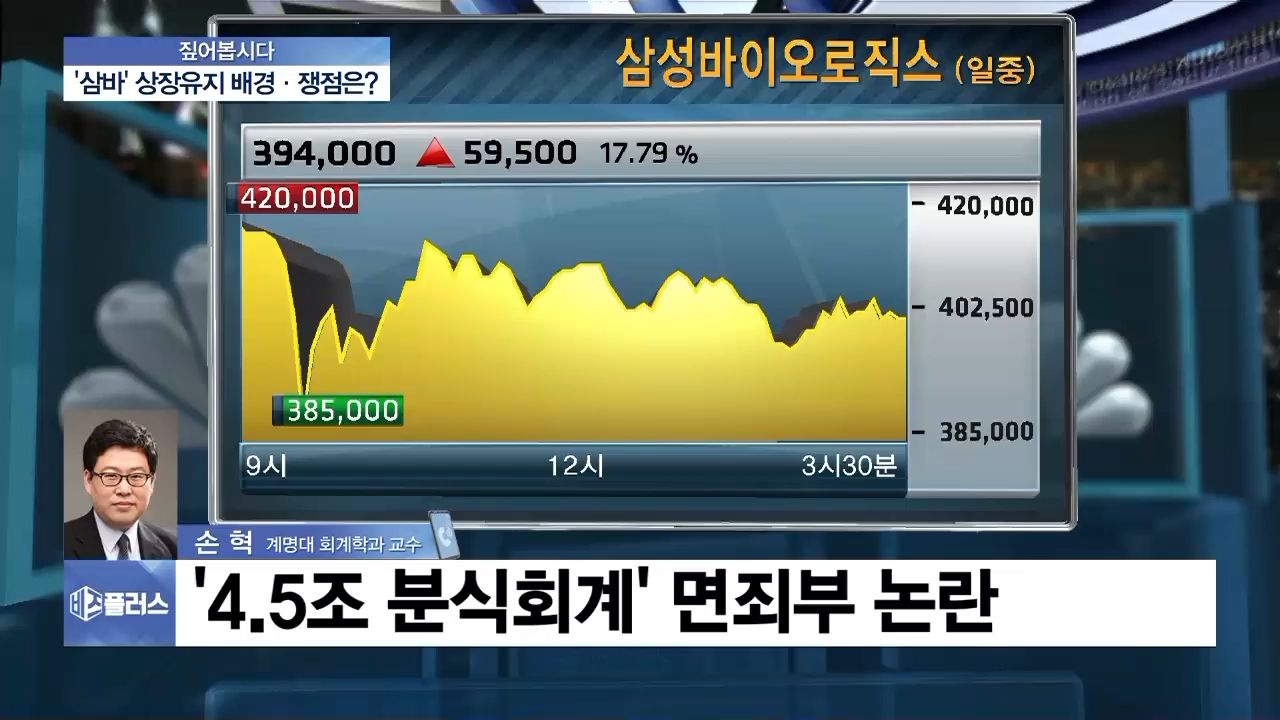 짚어봅시다
'삼바' 상장유지 배경·쟁점은?
삼성바이오로직스 (일중)
394,000 ▲ 59,500 17.79 %
420,000
385,000
420,000
402,500
385,000
9시 12시 3시30분
손 혁 계명대 회계학과 교수
비즈플러스
'4.5조 분식회계' 면죄부 논란